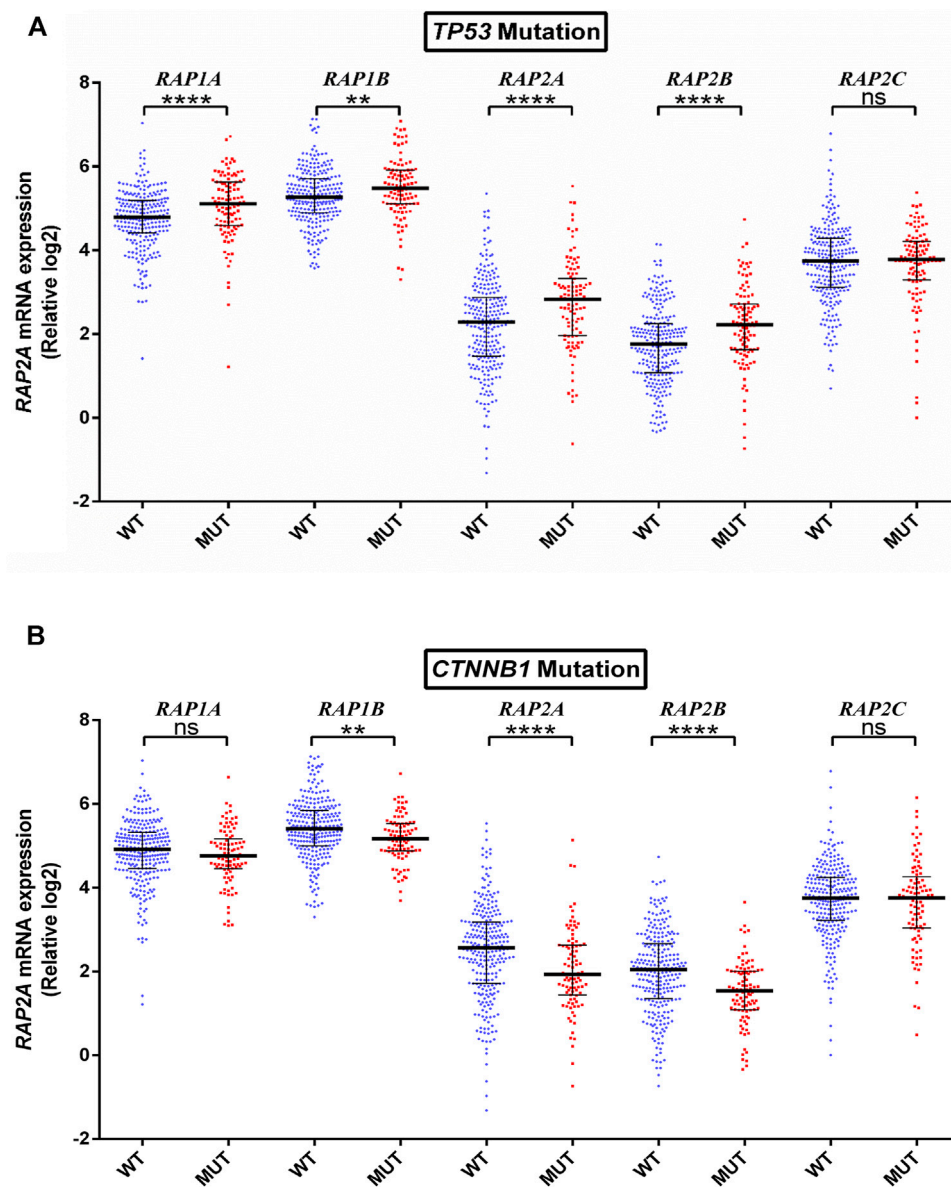 A
TP53 Mutation
RAP1A RAP1B RAP2A RAP2B RAP2C
**** ** **** **** ns
RAP2A mRNA expression
(Relative log2)
8
6
4
2
0
-2
WT MUT WT MUT WT MUT WT MUT WT MUT
B
CTNNB1 Mutation
RAP1A RAP1B RAP2A RAP2B RAP2C
ns ** **** **** ns
RAP2A mRNA expression
(Relative log2)
8
6
4
2
0
-2
WT MUT WT MUT WT MUT WT MUT WT MUT